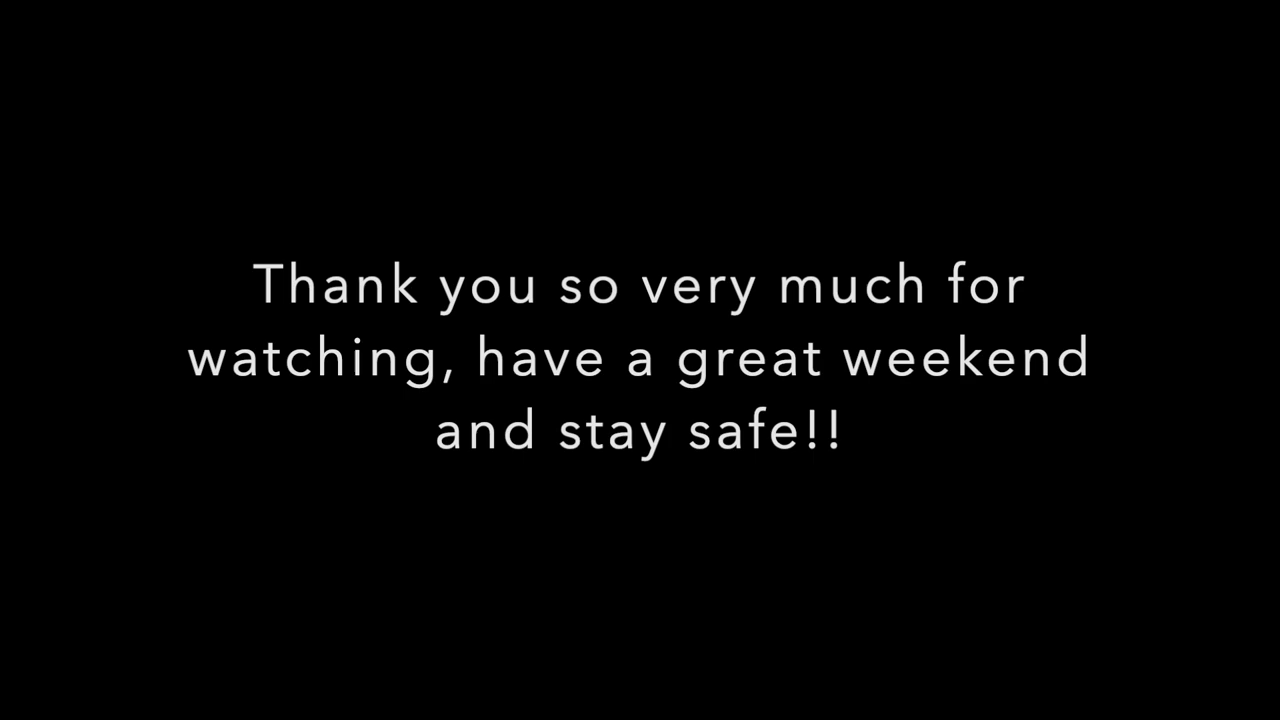 Thank you so very much for
watching, have a great weekend
and stay safe!!